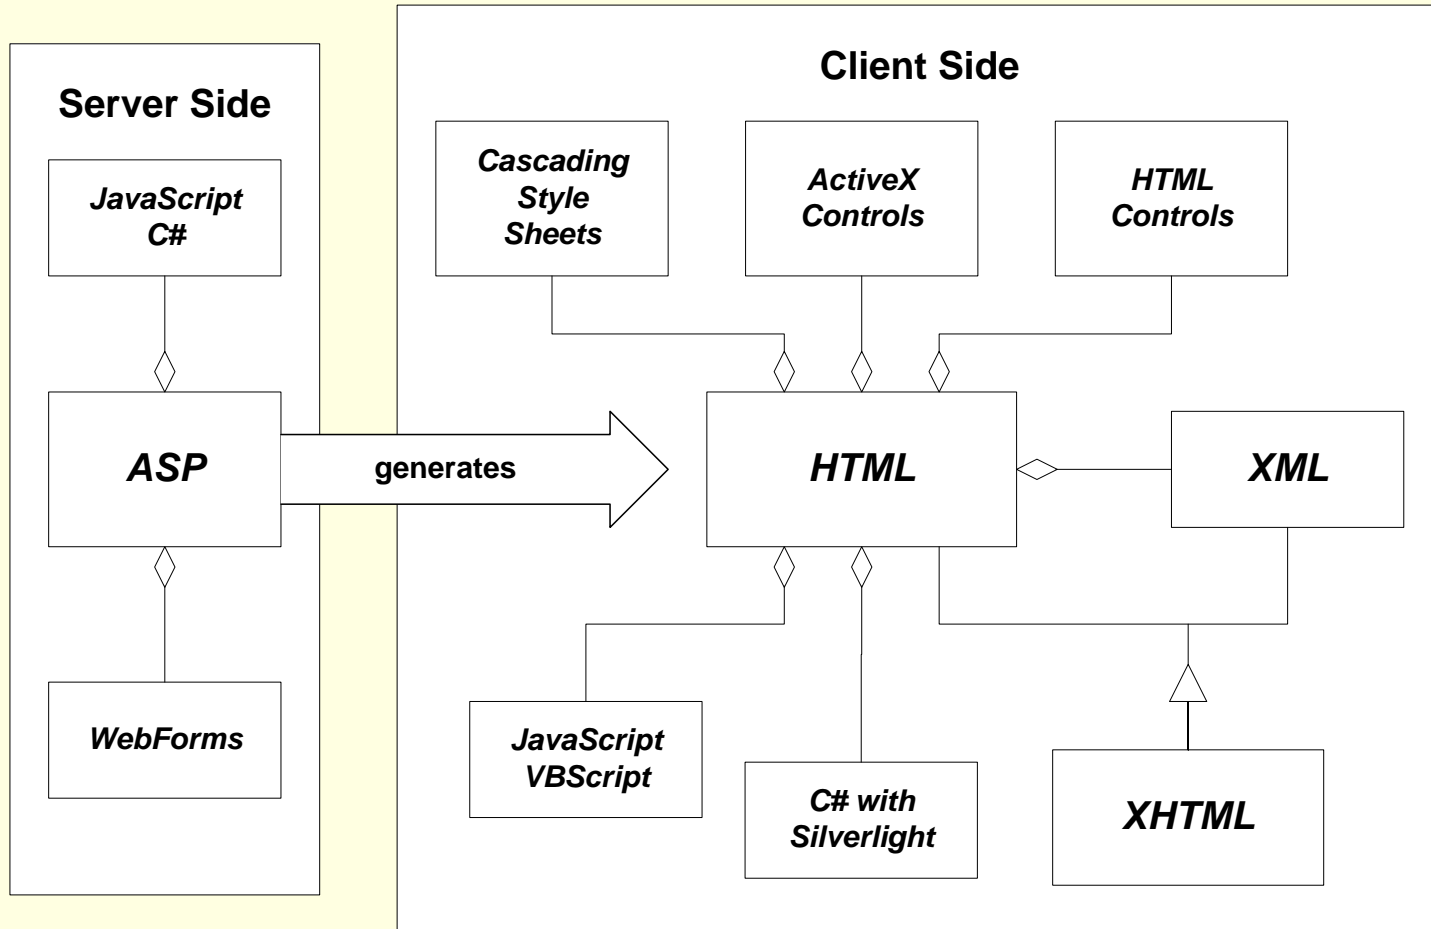 Server Side
JavaScript
C#
ASP
WebForms
generates
Client Side
Cascading
Style
Sheets
ActiveX
Controls
HTML
Controls
HTML
XML
JavaScript
VBScript
C# with
Silverlight
XHTML